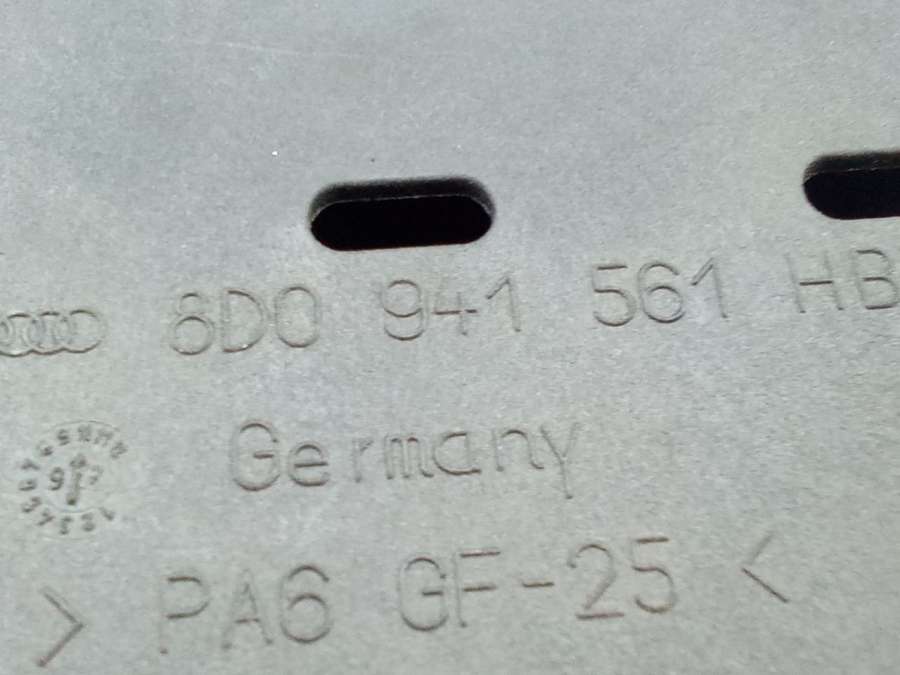 8D0 941 561 HB
Germany
> PA6 GF-25 <